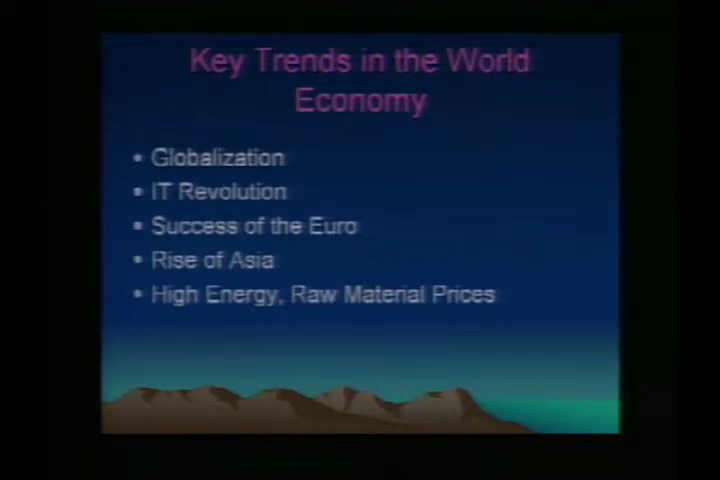 Key Trends in the World
Economy
• Globalization
• IT Revolution
• Success of the Euro
• Rise of Asia
• High Energy, Raw Material Prices